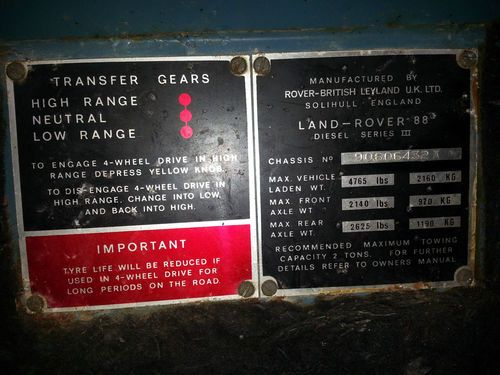 TRANSFER GEARS
HIGH RANGE
NEUTRAL
LOW RANGE
TO ENGAGE 4-WHEEL DRIVE IN HIGH
RANGE DEPRESS YELLOW KNOB.
TO DIS-ENGAGE 4-WHEEL DRIVE IN
HIGH RANGE. CHANGE INTO LOW
AND BACK INTO HIGH.
IMPORTANT
TYRE LIFE WILL BE REDUCED IF
USED IN 4-WHEEL DRIVE FOR
LONG PERIODS ON THE ROAD.
MANUFACTURED BY
ROVER-BRITISH LEYLAND U.K. LTD.
SOLIHULL · ENGLAND
LAND-ROVER 88"
DIESEL · SERIES III
CHASSIS Nº
MAX. VEHICLE LADEN WT. 4765 lbs 2160 KG
MAX. FRONT AXLE WT. 2140 lbs 970 KG
MAX. REAR AXLE WT. 2625 lbs 1190 KG
RECOMMENDED MAXIMUM TOWING
CAPACITY 2 TONS. FOR FURTHER
DETAILS REFER TO OWNERS MANUAL